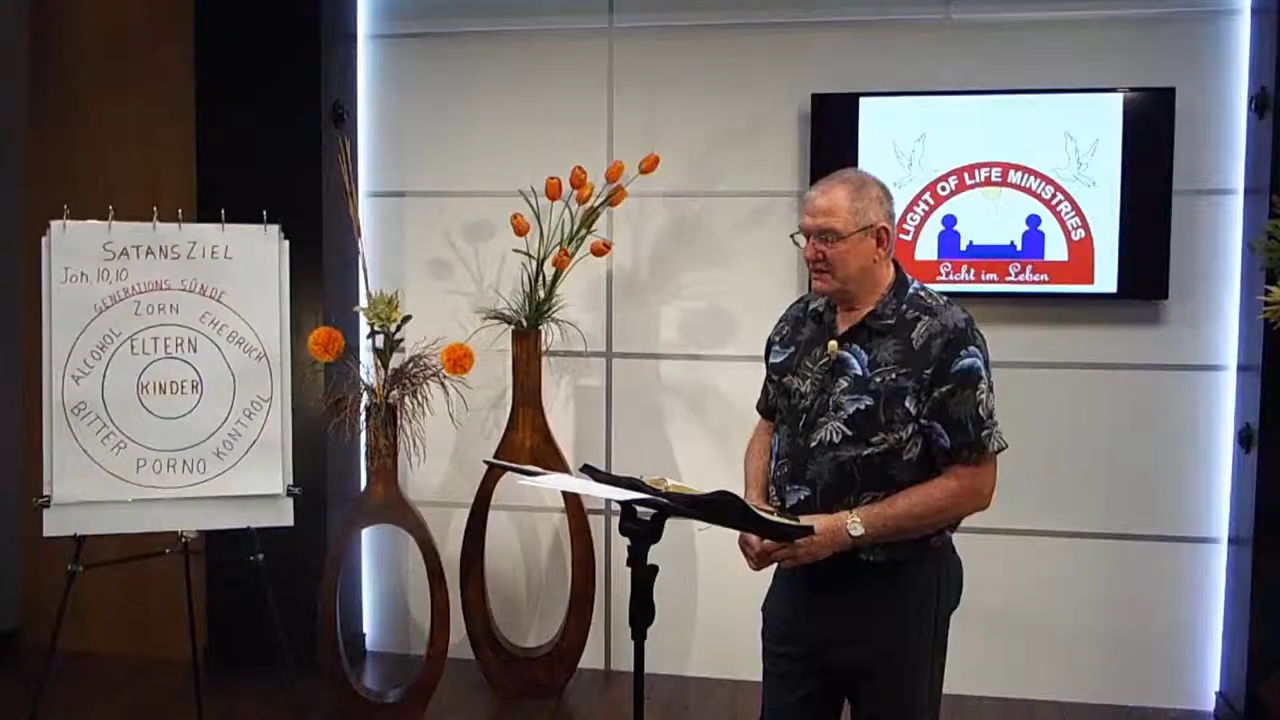 SATANS ZIEL
Joh, 10,10
GENERATIONS SÜNDE
ZORN
ALCOHOL
EHEBRUCH
ELTERN
KINDER
BITTER
KONTROL
PORNO
LIGHT OF LIFE MINISTRIES
Licht im Leben